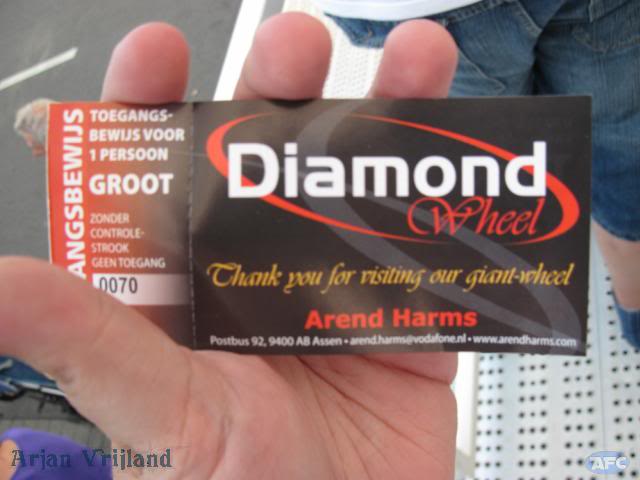 ANGSBEWIJS
TOEGANGS-
BEWIJS VOOR
1 PERSOON
GROOT
ZONDER
CONTROLE-
STROOK
GEEN TOEGANG
0070
Diamond
Wheel
Thank you for visiting our giant-wheel
Arend Harms
Postbus 92, 9400 AB Assen • arend.harms@vodafone.nl • www.arendharms.com
Arjan Vrijland
AFC